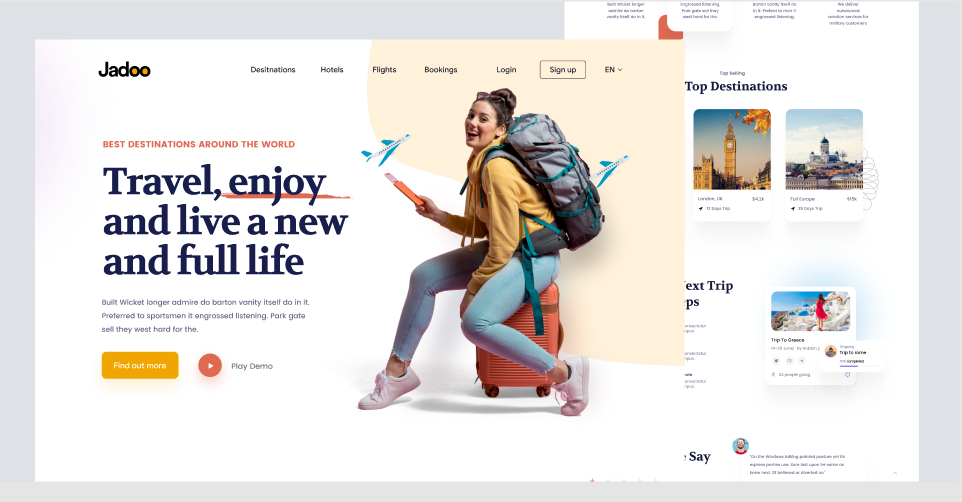 Jadoo
Desitnations
Hotels
Flights
Bookings
Login
Sign up
EN
BEST DESTINATIONS AROUND THE WORLD
Travel, enjoy
and live a new
and full life
Built Wicket longer admire do barton vanity itself do in it.
Preferred to sportsmen it engrossed listening. Park gate
sell they west hard for the.
Find out more
Play Demo
Built Wicket longer
admire do barton
vanity itself do in it
Engrossed listening.
Park gate sell they
west hard for the.
Barton vanity itself do
in it. Preferd to men it
engrossed listening.
We deliver
outsourced
aviation services for
military customers
Top Selling
Top Destinations
London, UK
$4.2k
12 Days Trip
Full Europe
$15k
28 Days Trip
ext Trip
ps
onsectetur
onsectetur
onsectetur
Trip To Greece
14-29 June
by Robbin
24 people going
Ongoing
Trip to rome
completed
Say
"On the Windows talking painted pasture yet its
express parties use. Sure last upon he same as
knew next. Of believed or diverted no."